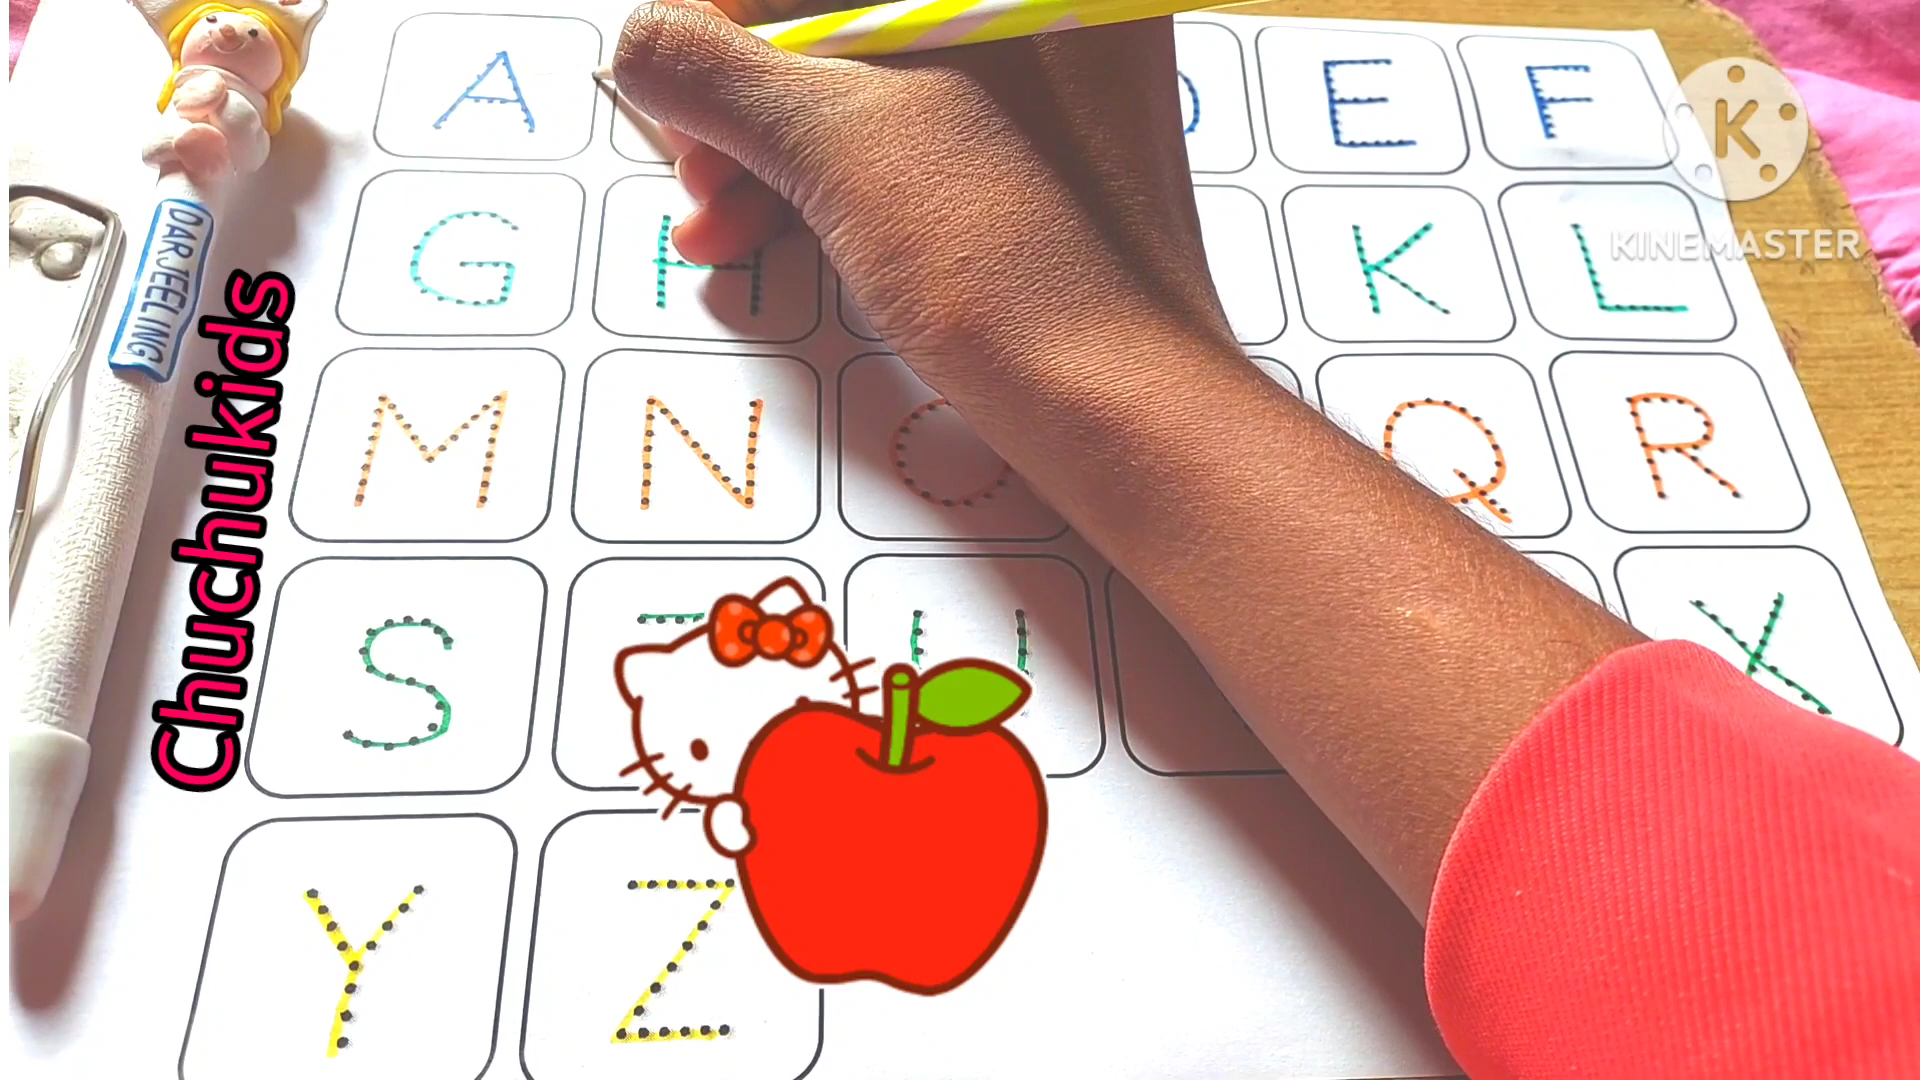 A E F
G H K L
M N O Q R
S U X
Y Z
DARJEELING
Chuchukids
K
KINEMASTER